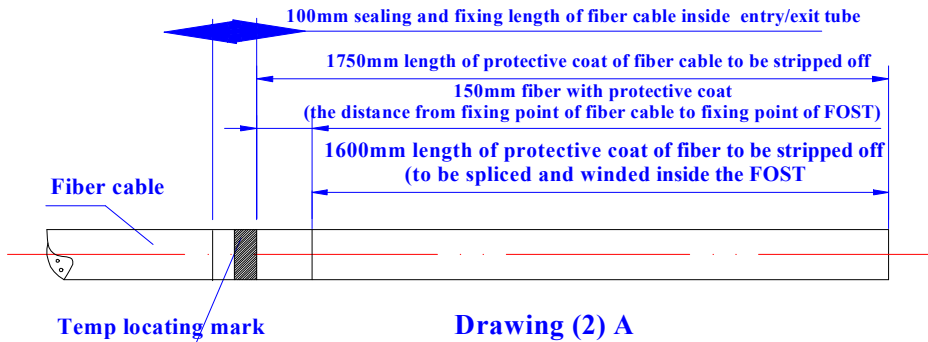 100mm sealing and fixing length of fiber cable inside entry/exit tube
1750mm length of protective coat of fiber cable to be stripped off
150mm fiber with protective coat
(the distance from fixing point of fiber cable to fixing point of FOST)
1600mm length of protective coat of fiber to be stripped off
(to be spliced and winded inside the FOST
Fiber cable
Temp locating mark
Drawing (2) A